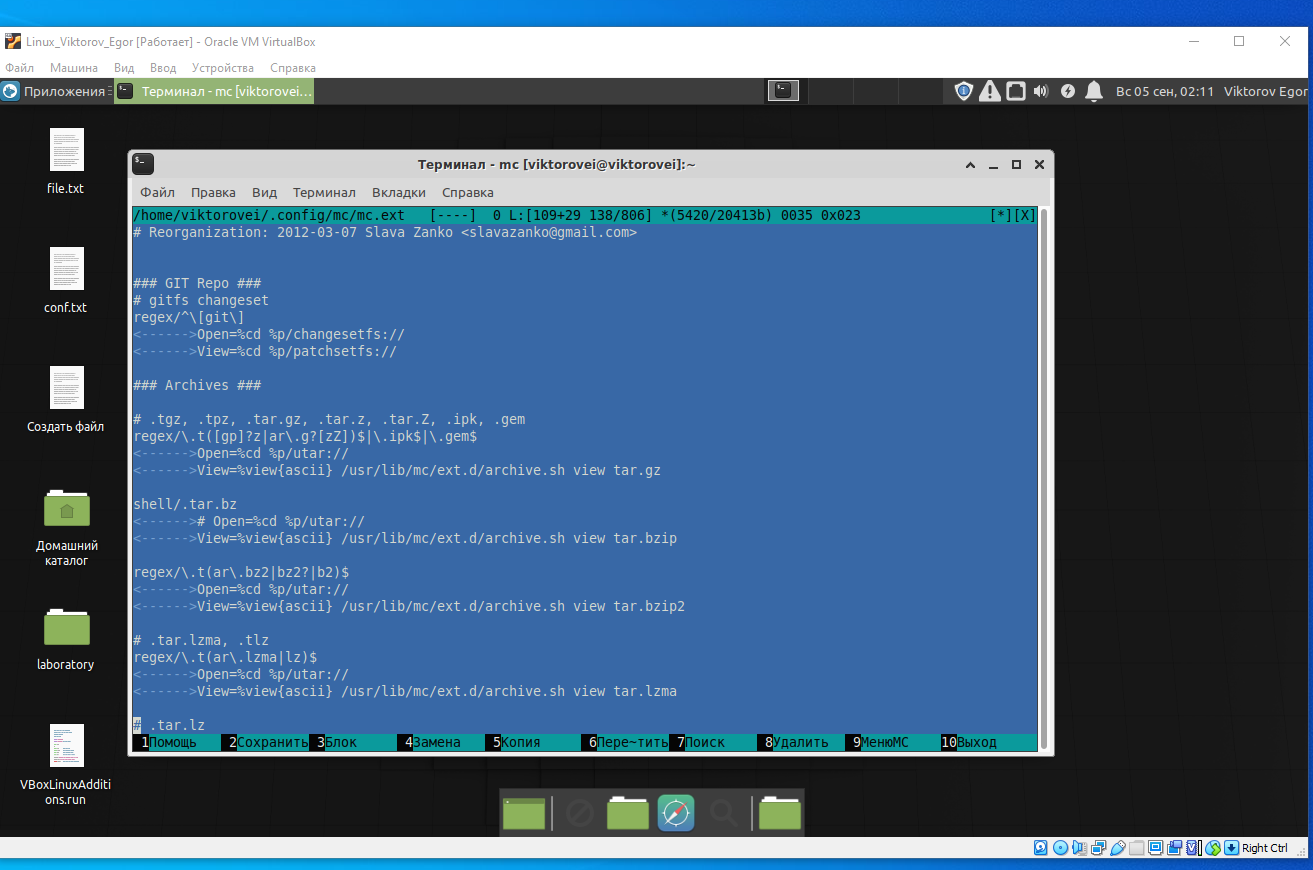 Linux_Viktorov_Egor [Работает] - Oracle VM VirtualBox
Файл Машина Вид Ввод Устройства Справка
Приложения Терминал - mc [viktorovei... Вс 05 сен, 02:11 Viktorov Egor
file.txt
conf.txt
Создать файл
Домашний
каталог
laboratory
VBoxLinuxAdditi
ons.run
Терминал - mc [viktorovei@viktorovei]:~
Файл Правка Вид Терминал Вкладки Справка
/home/viktorovei/.config/mc/mc.ext [----] 0 L:[109+29 138/806] *(5420/20413b) 0035 0x023 [*][X]
# Reorganization: 2012-03-07 Slava Zanko <slavazanko@gmail.com>
### GIT Repo ###
# gitfs changeset
regex/^\[git\]
<------>Open=%cd %p/changesetfs://
<------>View=%cd %p/patchsetfs://
### Archives ###
# .tgz, .tpz, .tar.gz, .tar.z, .tar.Z, .ipk, .gem
regex/\.t([gp]?z|ar\.g?[zZ])$|\.ipk$|\.gem$
<------>Open=%cd %p/utar://
<------>View=%view{ascii} /usr/lib/mc/ext.d/archive.sh view tar.gz
shell/.tar.bz
<------># Open=%cd %p/utar://
<------>View=%view{ascii} /usr/lib/mc/ext.d/archive.sh view tar.bzip
regex/\.t(ar\.bz2|bz2?|b2)$
<------>Open=%cd %p/utar://
<------>View=%view{ascii} /usr/lib/mc/ext.d/archive.sh view tar.bzip2
# .tar.lzma, .tlz
regex/\.t(ar\.lzma|lz)$
<------>Open=%cd %p/utar://
<------>View=%view{ascii} /usr/lib/mc/ext.d/archive.sh view tar.lzma
# .tar.lz
1Помощь 2Сохранить 3Блок 4Замена 5Копия 6Пере~тить 7Поиск 8Удалить 9МенюMC 10Выход
Right Ctrl